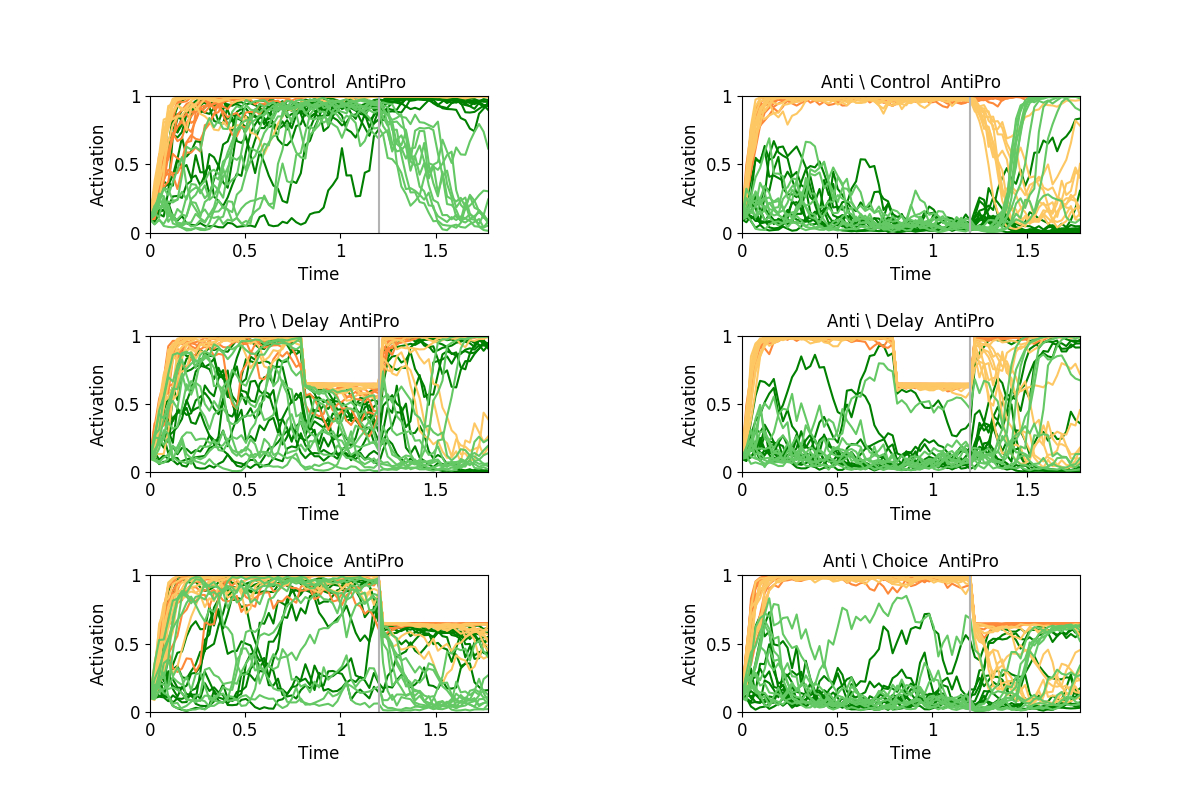 Pro \ Control  AntiPro
Activation
1
0.5
0
0
0.5
1
1.5
Time
Anti \ Control  AntiPro
Activation
1
0.5
0
0
0.5
1
1.5
Time
Pro \ Delay  AntiPro
Activation
1
0.5
0
0
0.5
1
1.5
Time
Anti \ Delay  AntiPro
Activation
1
0.5
0
0
0.5
1
1.5
Time
Pro \ Choice  AntiPro
Activation
1
0.5
0
0
0.5
1
1.5
Time
Anti \ Choice  AntiPro
Activation
1
0.5
0
0
0.5
1
1.5
Time